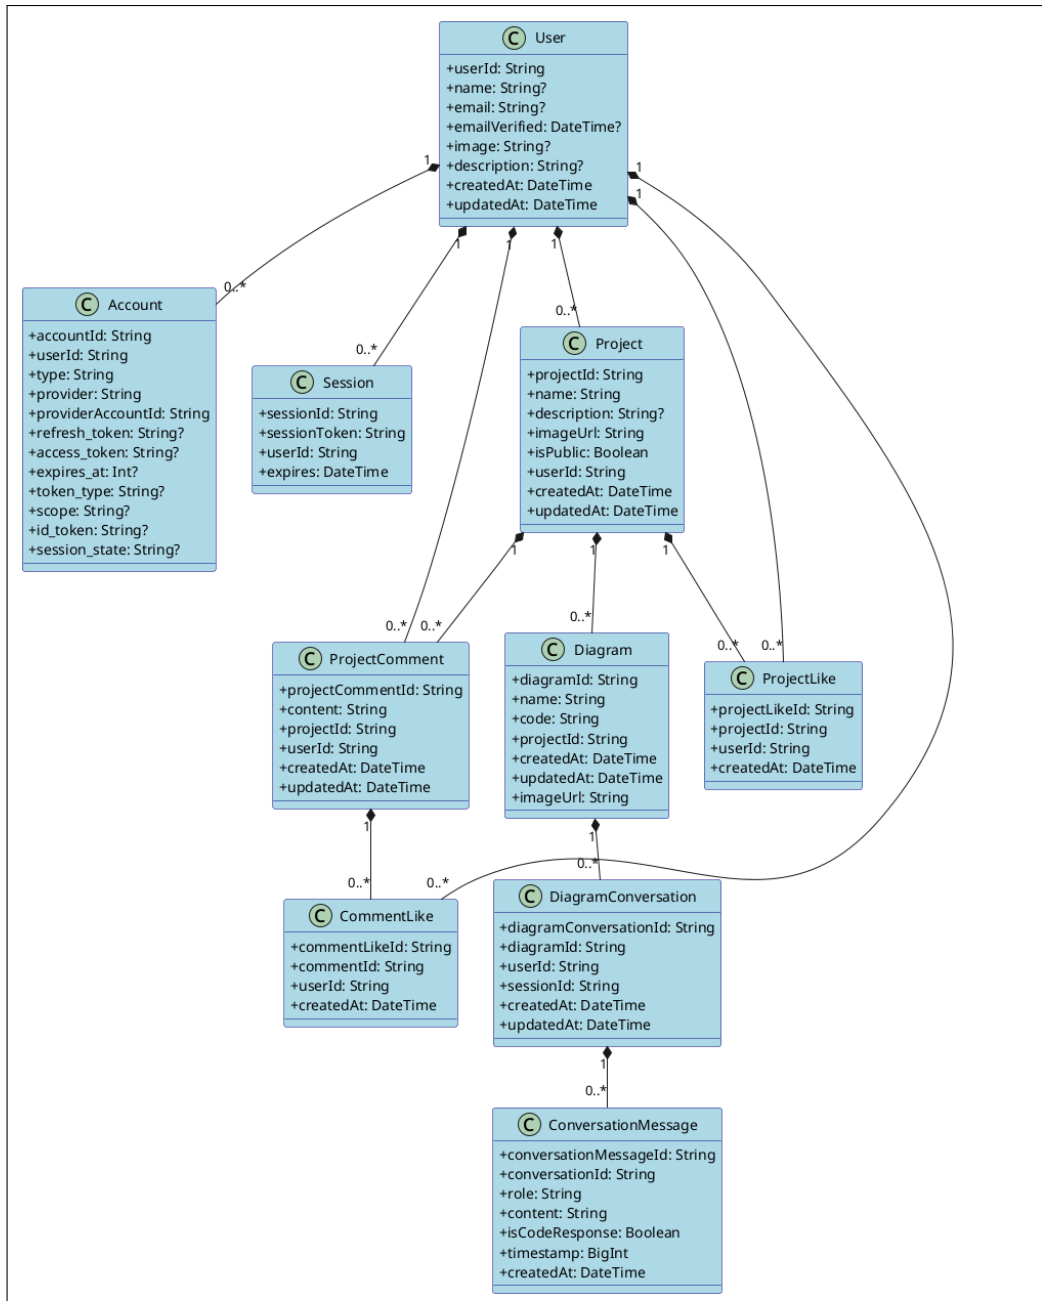 C User
+userId: String
+name: String?
+email: String?
+emailVerified: DateTime?
+image: String?
+description: String?
+createdAt: DateTime
+updatedAt: DateTime
1
1
1
1
1
1
0..*
C Account
+accountId: String
+userId: String
+type: String
+provider: String
+providerAccountId: String
+refresh_token: String?
+access_token: String?
+expires_at: Int?
+token_type: String?
+scope: String?
+id_token: String?
+session_state: String?
0..*
C Session
+sessionId: String
+sessionToken: String
+userId: String
+expires: DateTime
0..*
C Project
+projectId: String
+name: String
+description: String?
+imageUrl: String
+isPublic: Boolean
+userId: String
+createdAt: DateTime
+updatedAt: DateTime
1
1
1
0..*
0..*
C ProjectComment
+projectCommentId: String
+content: String
+projectId: String
+userId: String
+createdAt: DateTime
+updatedAt: DateTime
1
0..*
C Diagram
+diagramId: String
+name: String
+code: String
+projectId: String
+createdAt: DateTime
+updatedAt: DateTime
+imageUrl: String
1
0..*
0..*
C ProjectLike
+projectLikeId: String
+projectId: String
+userId: String
+createdAt: DateTime
0..*
0..*
C CommentLike
+commentLikeId: String
+commentId: String
+userId: String
+createdAt: DateTime
0..*
C DiagramConversation
+diagramConversationId: String
+diagramId: String
+userId: String
+sessionId: String
+createdAt: DateTime
+updatedAt: DateTime
1
0..*
C ConversationMessage
+conversationMessageId: String
+conversationId: String
+role: String
+content: String
+isCodeResponse: Boolean
+timestamp: BigInt
+createdAt: DateTime